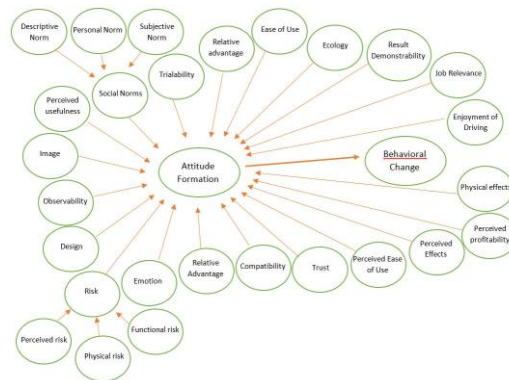 Descriptive
Norm
Personal Norm
Subjective
Norm
Social Norms
Trialability
Relative
advantage
Ease of Use
Ecology
Result
Demonstrability
Job Relevance
Enjoyment of
Driving
Perceived
usefulness
Image
Observability
Design
Attitude
Formation
Behavioral
Change
Physical effects
Perceived
profitability
Perceived
Effects
Perceived Ease
of Use
Trust
Compatibility
Relative
Advantage
Emotion
Risk
Perceived risk
Physical risk
Functional risk